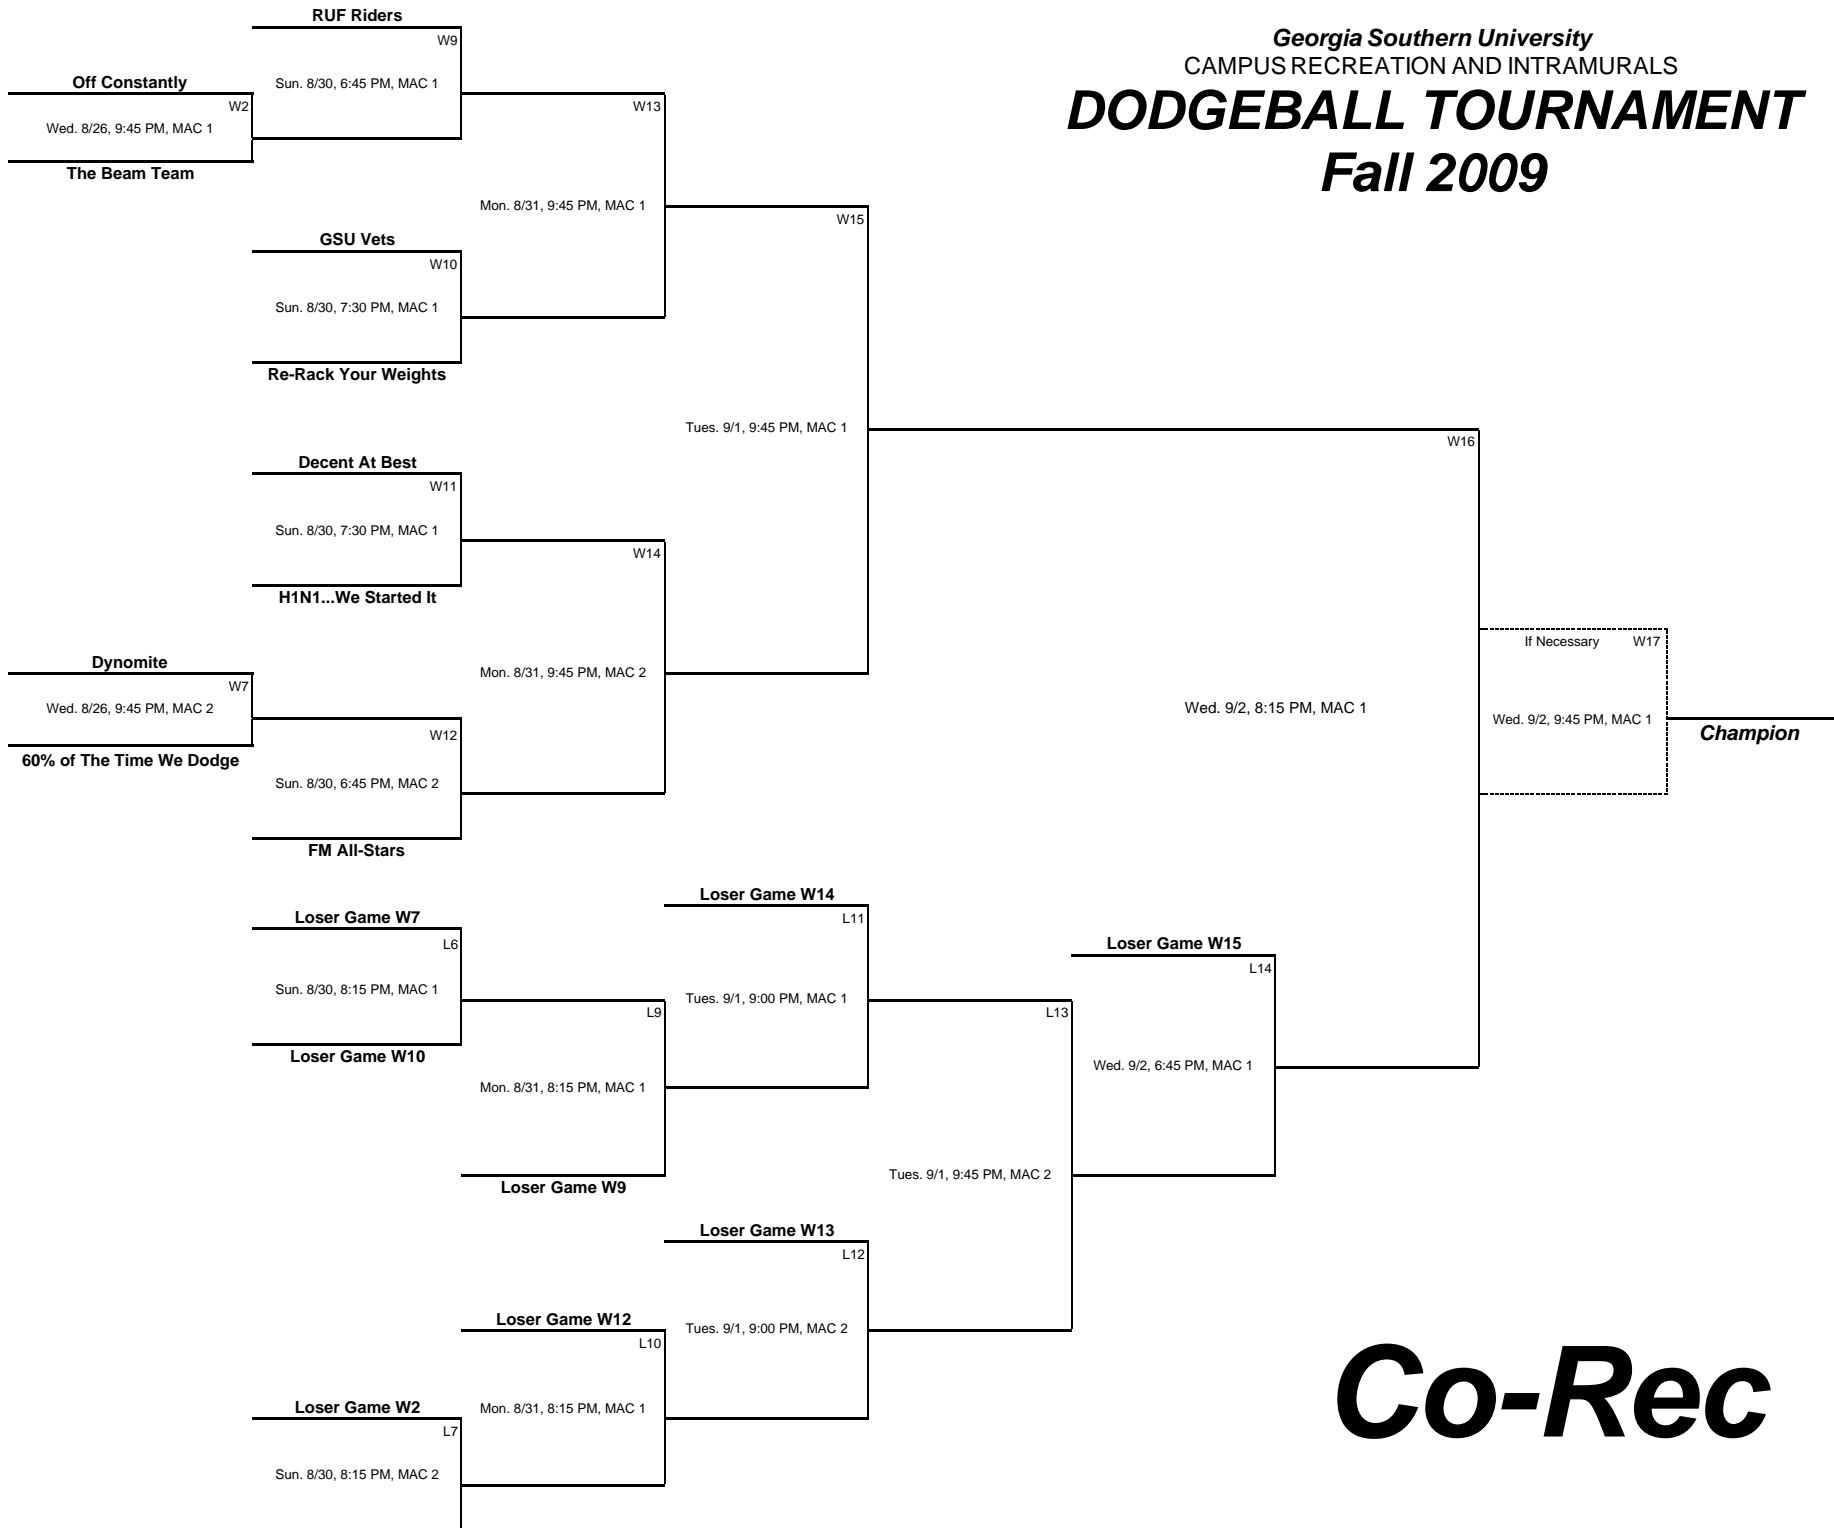 RUF Riders
W9
Sun. 8/30, 6:45 PM, MAC 1
Georgia Southern University
CAMPUS RECREATION AND INTRAMURALS
DODGEBALL TOURNAMENT
Fall 2009
Off Constantly
W2
Wed. 8/26, 9:45 PM, MAC 1
The Beam Team
W13
Mon. 8/31, 9:45 PM, MAC 1
W15
GSU Vets
W10
Sun. 8/30, 7:30 PM, MAC 1
Re-Rack Your Weights
Tues. 9/1, 9:45 PM, MAC 1
W16
Decent At Best
W11
Sun. 8/30, 7:30 PM, MAC 1
H1N1...We Started It
W14
Mon. 8/31, 9:45 PM, MAC 2
Dynomite
W7
Wed. 8/26, 9:45 PM, MAC 2
60% of The Time We Dodge
W12
Sun. 8/30, 6:45 PM, MAC 2
FM All-Stars
Wed. 9/2, 8:15 PM, MAC 1
If Necessary W17
Wed. 9/2, 9:45 PM, MAC 1
Champion
Loser Game W7
L6
Sun. 8/30, 8:15 PM, MAC 1
Loser Game W10
Loser Game W14
L11
Tues. 9/1, 9:00 PM, MAC 1
L9
Mon. 8/31, 8:15 PM, MAC 1
Loser Game W9
Loser Game W15
L14
Wed. 9/2, 6:45 PM, MAC 1
L13
Tues. 9/1, 9:45 PM, MAC 2
Loser Game W13
L12
Tues. 9/1, 9:00 PM, MAC 2
Loser Game W12
L10
Mon. 8/31, 8:15 PM, MAC 1
Loser Game W2
L7
Sun. 8/30, 8:15 PM, MAC 2
Co-Rec